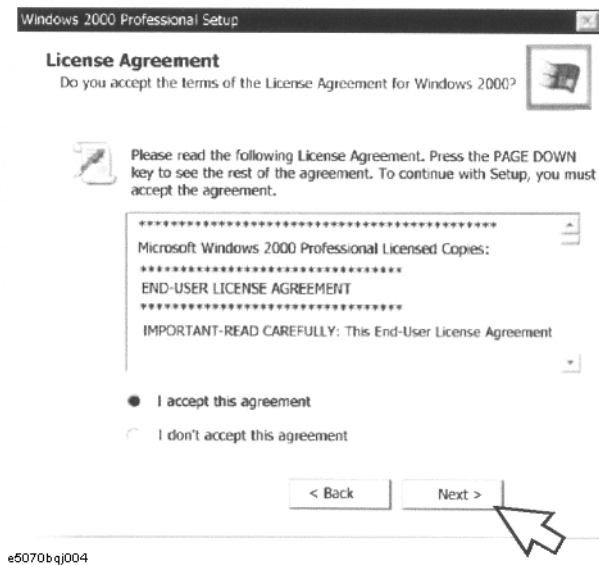 Windows 2000 Professional Setup
License Agreement
Do you accept the terms of the License Agreement for Windows 2000?
Please read the following License Agreement. Press the PAGE DOWN
key to see the rest of the agreement. To continue with Setup, you must
accept the agreement.
*********************************************
Microsoft Windows 2000 Professional Licensed Copies:
*********************************
END-USER LICENSE AGREEMENT
*********************************
IMPORTANT-READ CAREFULLY: This End-User License Agreement
I accept this agreement
I don't accept this agreement
< Back Next >
e5070bqj004